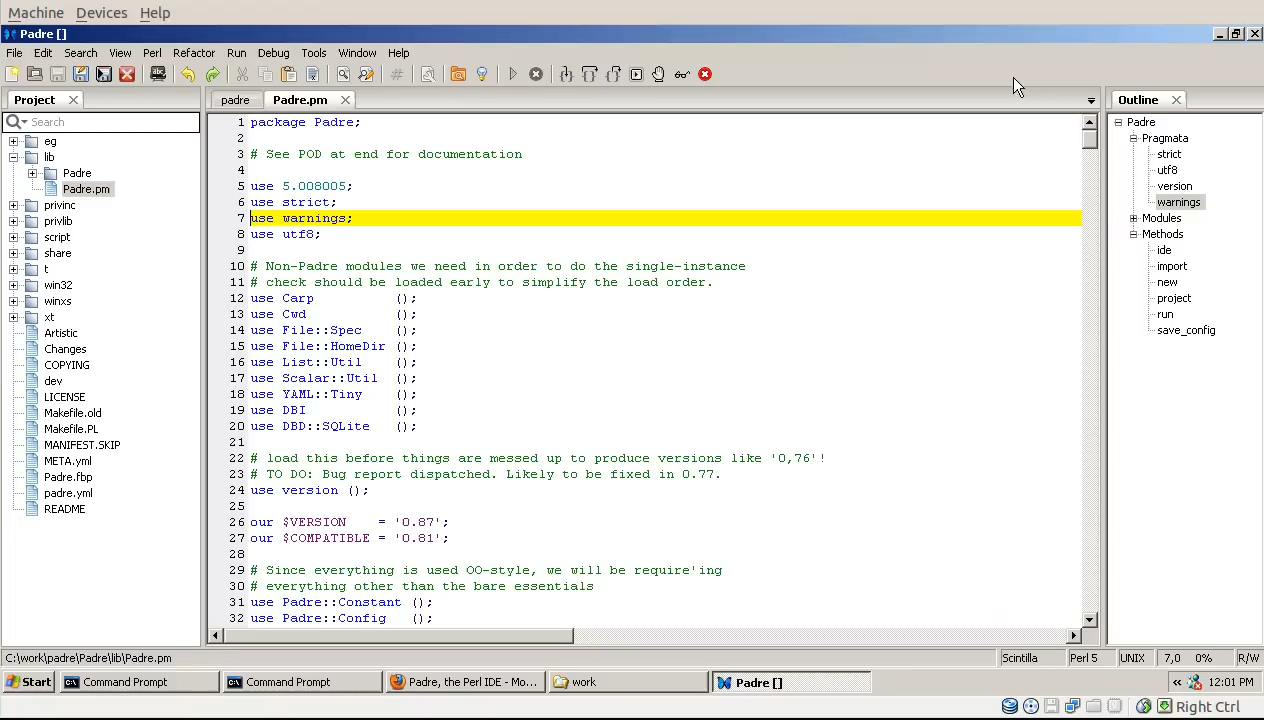 Machine Devices Help
Padre []
File Edit Search View Perl Refactor Run Debug Tools Window Help
Project
Search
eg
lib
Padre
Padre.pm
privinc
privlib
script
share
t
win32
winxs
xt
Artistic
Changes
COPYING
dev
LICENSE
Makefile.old
Makefile.PL
MANIFEST.SKIP
META.yml
Padre.fbp
padre.yml
README
padre Padre.pm
1 package Padre;
2
3 # See POD at end for documentation
4
5 use 5.008005;
6 use strict;
7 use warnings;
8 use utf8;
9
10 # Non-Padre modules we need in order to do the single-instance
11 # check should be loaded early to simplify the load order.
12 use Carp ();
13 use Cwd ();
14 use File::Spec ();
15 use File::HomeDir ();
16 use List::Util ();
17 use Scalar::Util ();
18 use YAML::Tiny ();
19 use DBI ();
20 use DBD::SQLite ();
21
22 # load this before things are messed up to produce versions like '0,76'!
23 # TO DO: Bug report dispatched. Likely to be fixed in 0.77.
24 use version ();
25
26 our $VERSION = '0.87';
27 our $COMPATIBLE = '0.81';
28
29 # Since everything is used OO-style, we will be require'ing
30 # everything other than the bare essentials
31 use Padre::Constant ();
32 use Padre::Config ();
Outline
Padre
Pragmata
strict
utf8
version
warnings
Modules
Methods
ide
import
new
project
run
save_config
C:\work\padre\Padre\lib\Padre.pm Scintilla Perl 5 UNIX 7,0 0% R/W
Start Command Prompt Command Prompt Padre, the Perl IDE - Mo... work Padre [] « 12:01 PM
Right Ctrl